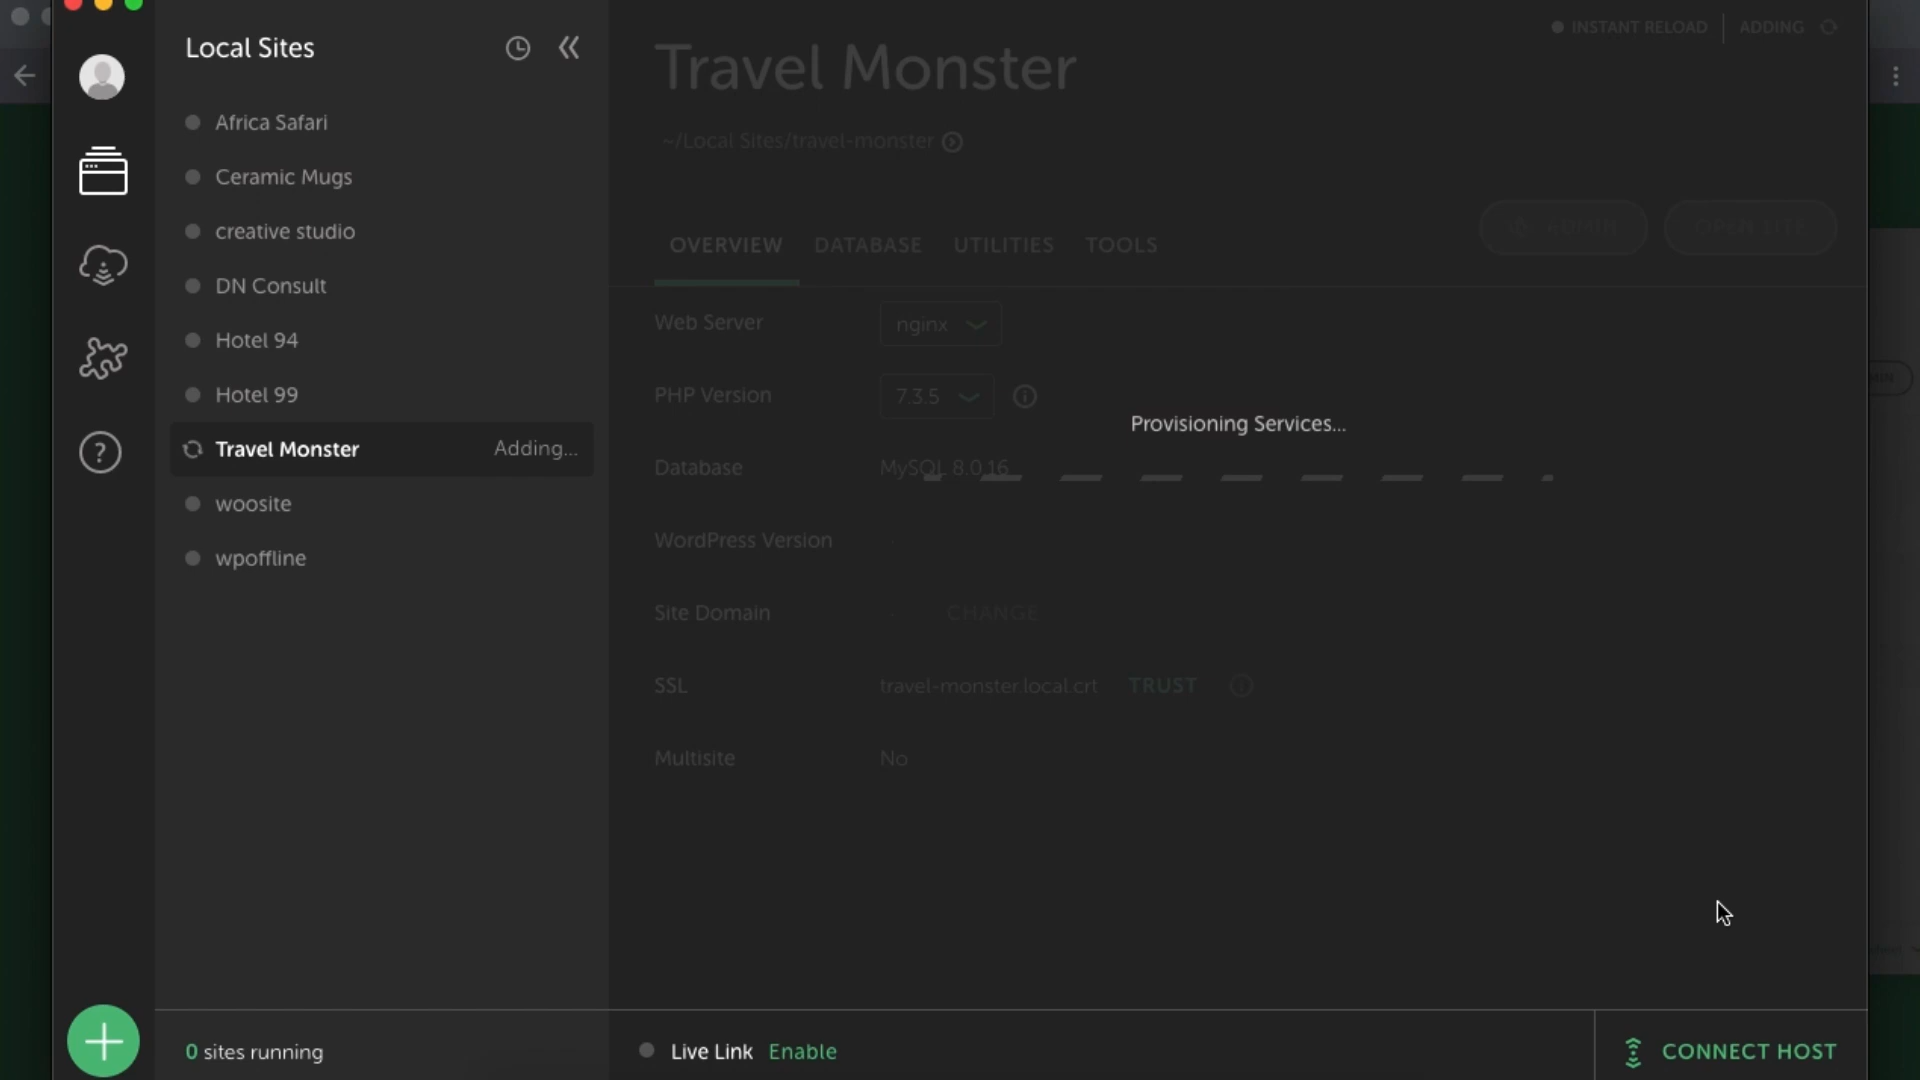 Local Sites
Africa Safari
Ceramic Mugs
creative studio
DN Consult
Hotel 94
Hotel 99
Travel Monster Adding...
woosite
wpoffline
0 sites running
INSTANT RELOAD ADDING
Travel Monster
~/Local Sites/travel-monster
ADMIN OPEN SITE
OVERVIEW DATABASE UTILITIES TOOLS
Web Server nginx
PHP Version 7.3.5
Provisioning Services...
Database MySQL 8.0.16
WordPress Version
Site Domain CHANGE
SSL travel-monster.local.crt TRUST
Multisite No
Live Link Enable
CONNECT HOST